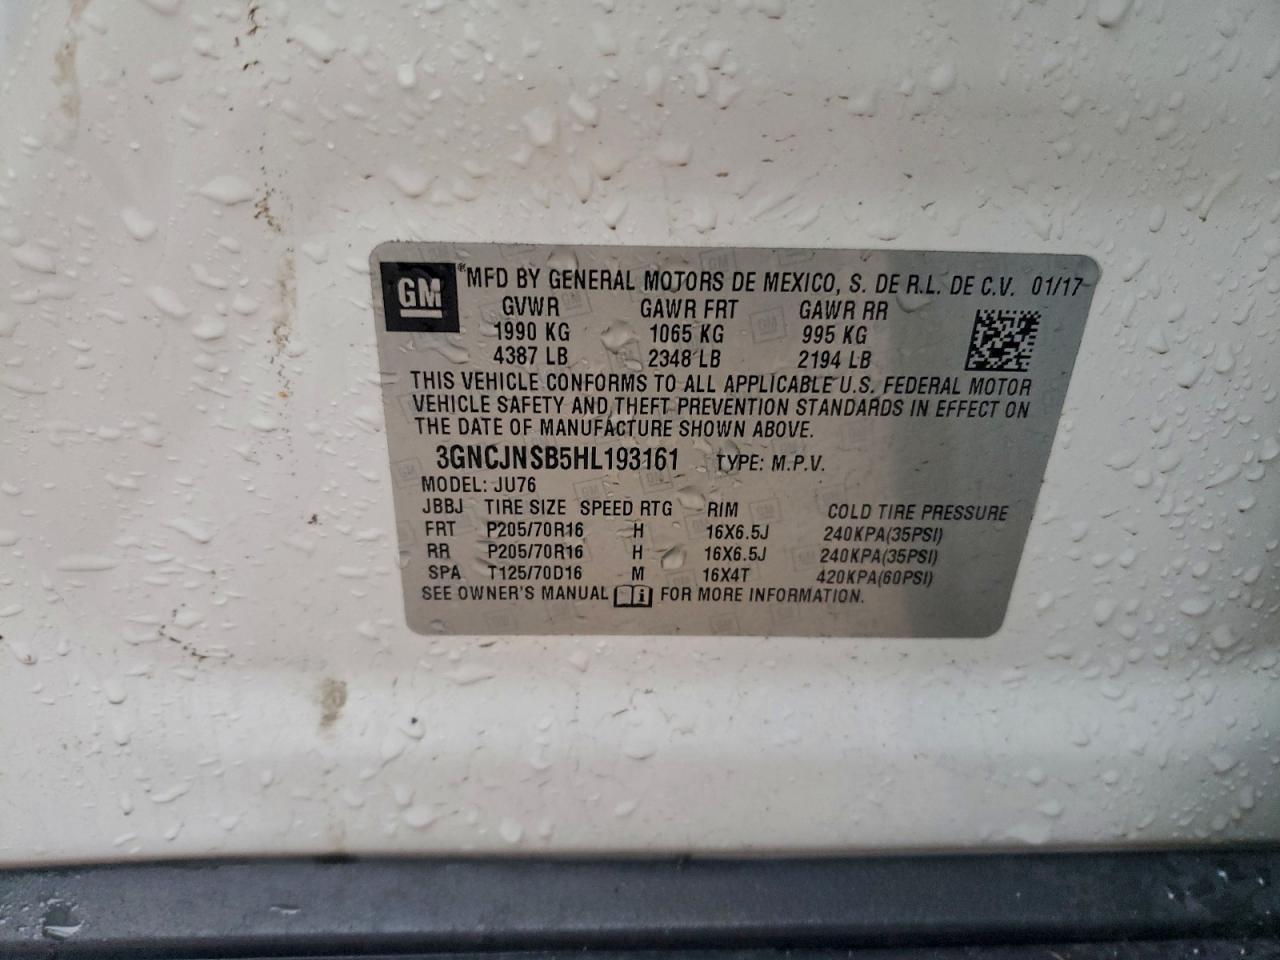 GM ® MFD BY GENERAL MOTORS DE MEXICO, S. DE R.L. DE C.V. 01/17
GVWR GAWR FRT GAWR RR
1990 KG 1065 KG 995 KG
4387 LB 2348 LB 2194 LB
THIS VEHICLE CONFORMS TO ALL APPLICABLE U.S. FEDERAL MOTOR
VEHICLE SAFETY AND THEFT PREVENTION STANDARDS IN EFFECT ON
THE DATE OF MANUFACTURE SHOWN ABOVE.
3GNCJNSB5HL193161 TYPE: M.P.V.
MODEL: JU76
JBBJ TIRE SIZE SPEED RTG RIM COLD TIRE PRESSURE
FRT P205/70R16 H 16X6.5J 240KPA(35PSI)
RR P205/70R16 H 16X6.5J 240KPA(35PSI)
SPA T125/70D16 M 16X4T 420KPA(60PSI)
SEE OWNER'S MANUAL i FOR MORE INFORMATION.